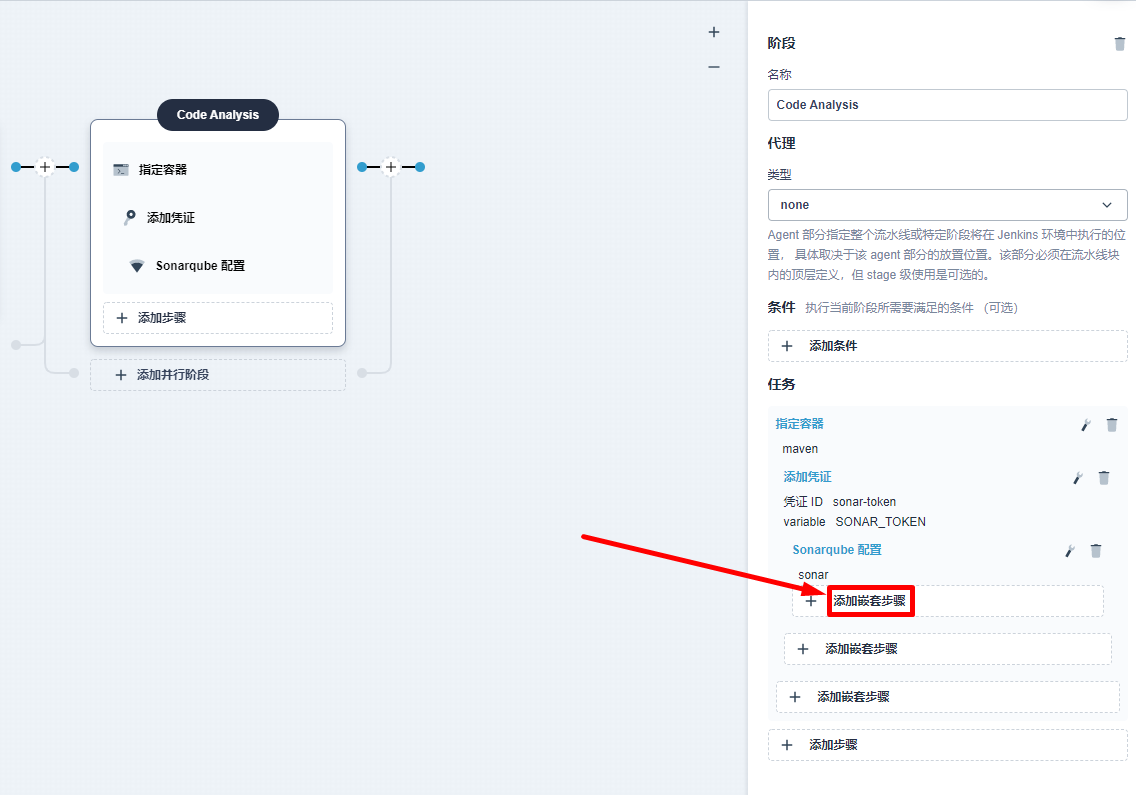 Code Analysis
指定容器
添加凭证
Sonarqube 配置
添加步骤
添加并行阶段
阶段
名称
Code Analysis
代理
类型
none
Agent 部分指定整个流水线或特定阶段将在 Jenkins 环境中执行的位
置， 具体取决于该 agent 部分的放置位置。该部分必须在流水线块
内的顶层定义，但 stage 级使用是可选的。
条件 执行当前阶段所需要满足的条件 （可选）
添加条件
任务
指定容器
maven
添加凭证
凭证 ID sonar-token
variable SONAR_TOKEN
Sonarqube 配置
sonar
添加嵌套步骤
添加嵌套步骤
添加嵌套步骤
添加步骤